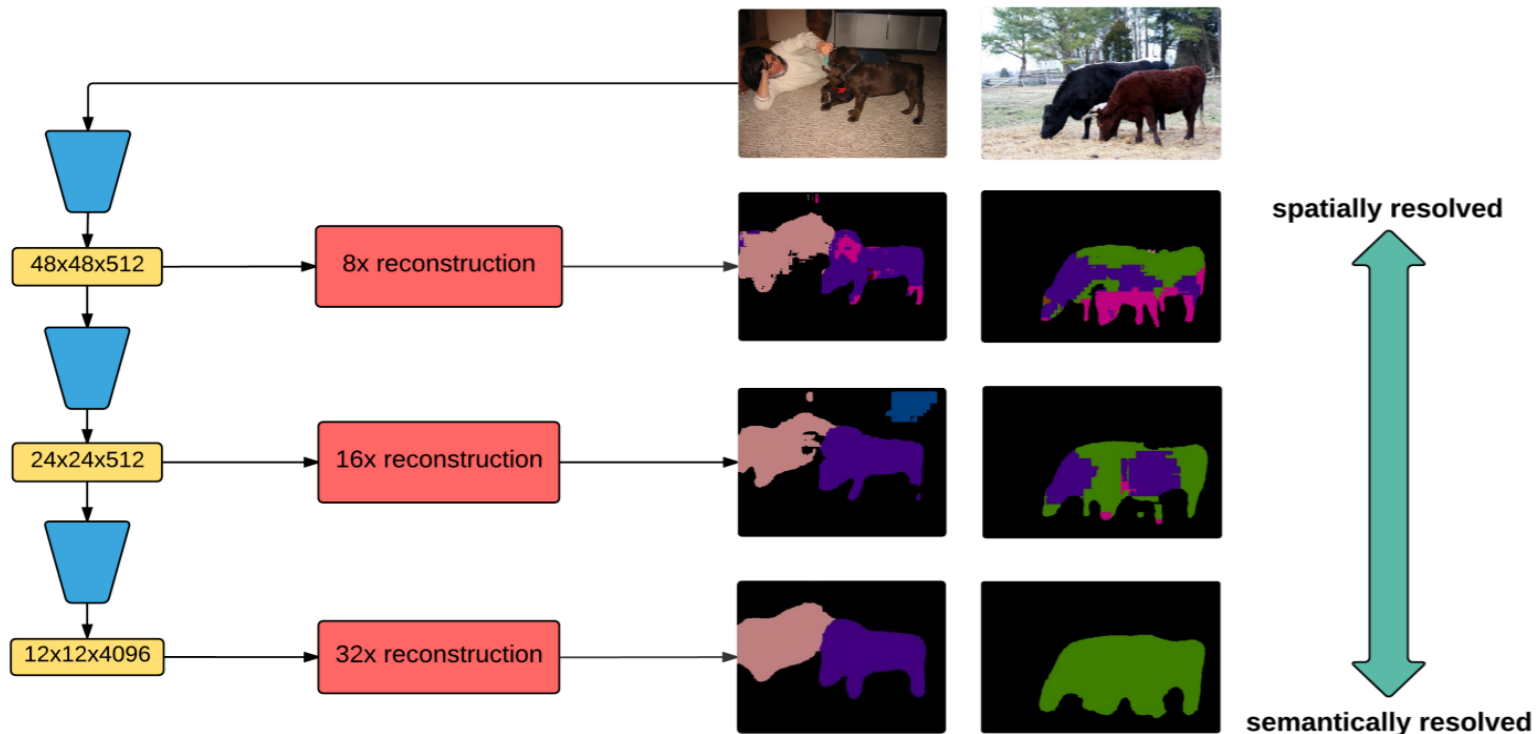 spatially resolved
48x48x512
8x reconstruction
24x24x512
16x reconstruction
12x12x4096
32x reconstruction
semantically resolved